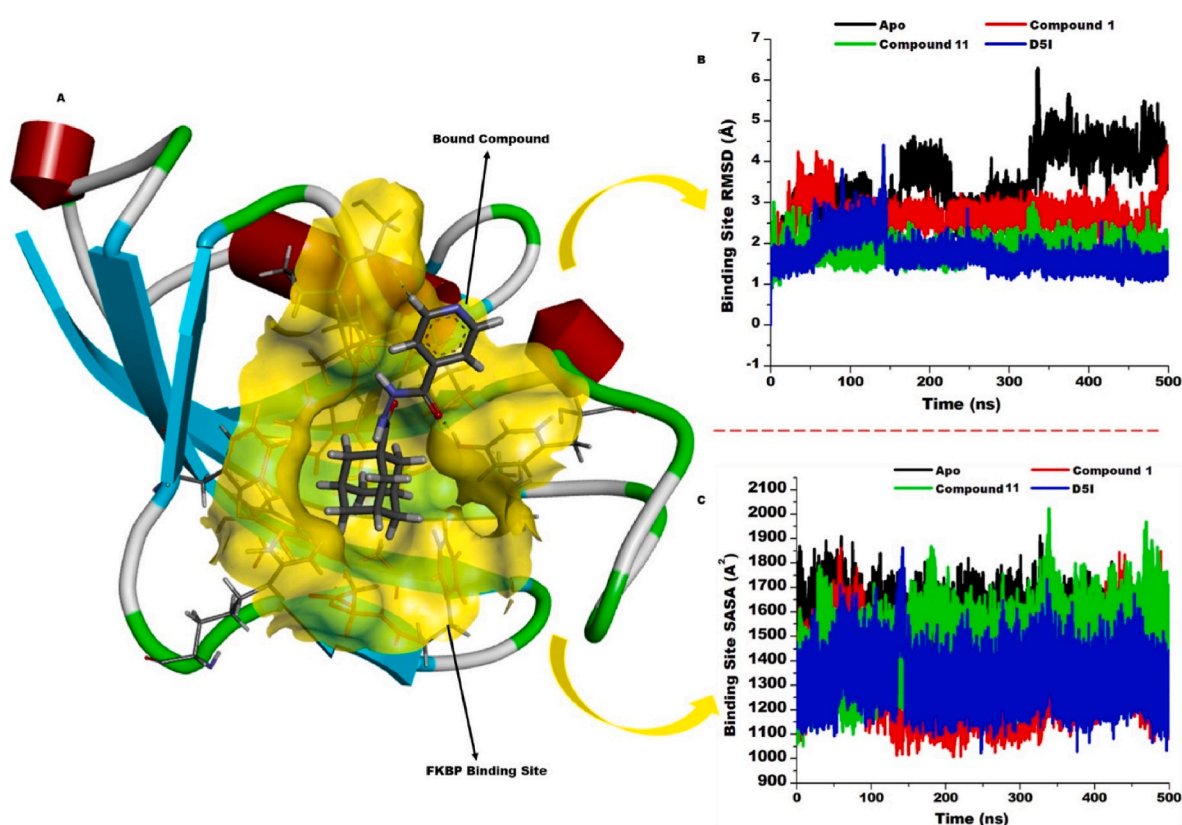 A
Bound Compound
FKBP Binding Site
B
Apo Compound 1
Compound 11 D5I
Binding Site RMSD (Å)
7
6
5
4
3
2
1
0
-1
0 100 200 300 400 500
Time (ns)
C
Apo Compound 1
Compound 11 D5I
Binding Site SASA (A²)
2100
2000
1900
1800
1700
1600
1500
1400
1300
1200
1100
1000
900
0 100 200 300 400 500
Time (ns)